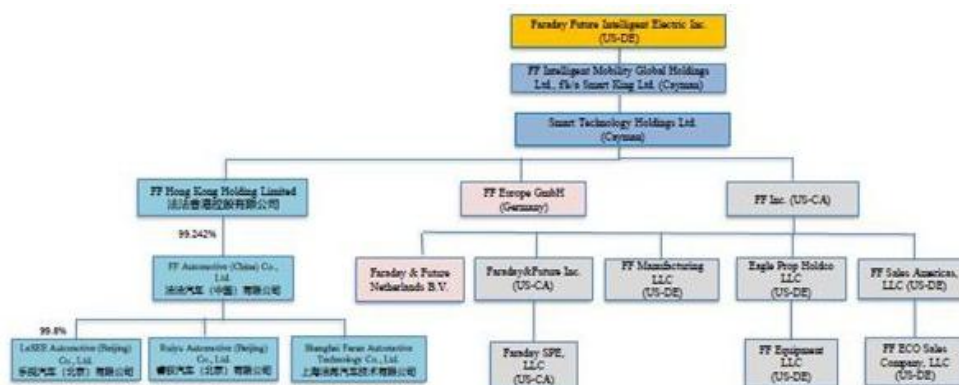 Faraday Future Intelligent Electric Inc.
(US-DE)
FF Intelligent Mobility Global Holdings
Ltd., f/k/a Smart King Ltd. (Cayman)
Smart Technology Holdings Ltd.
(Cayman)
FF Hong Kong Holding Limited
法法香港控股有限公司
FF Europe GmbH
(Germany)
FF Inc. (US-CA)
99.242%
FF Automotive (China) Co.,
Ltd.
法法汽车（中国）有限公司
Faraday & Future
Netherlands B.V.
Faraday&Future Inc.
(US-CA)
FF Manufacturing
LLC
(US-DE)
Eagle Prop Holdco
LLC
(US-DE)
FF Sales Americas,
LLC (US-DE)
99.8%
LeSEE Automotive (Beijing)
Co., Ltd.
乐视汽车（北京）有限公司
Ruiyu Automotive (Beijing)
Co., Ltd.
睿驭汽车（北京）有限公司
Shanghai Faran Automotive
Technology Co., Ltd.
上海法燃汽车技术有限公司
Faraday SPE,
LLC
(US-CA)
FF Equipment
LLC
(US-DE)
FF ECO Sales
Company, LLC
(US-DE)